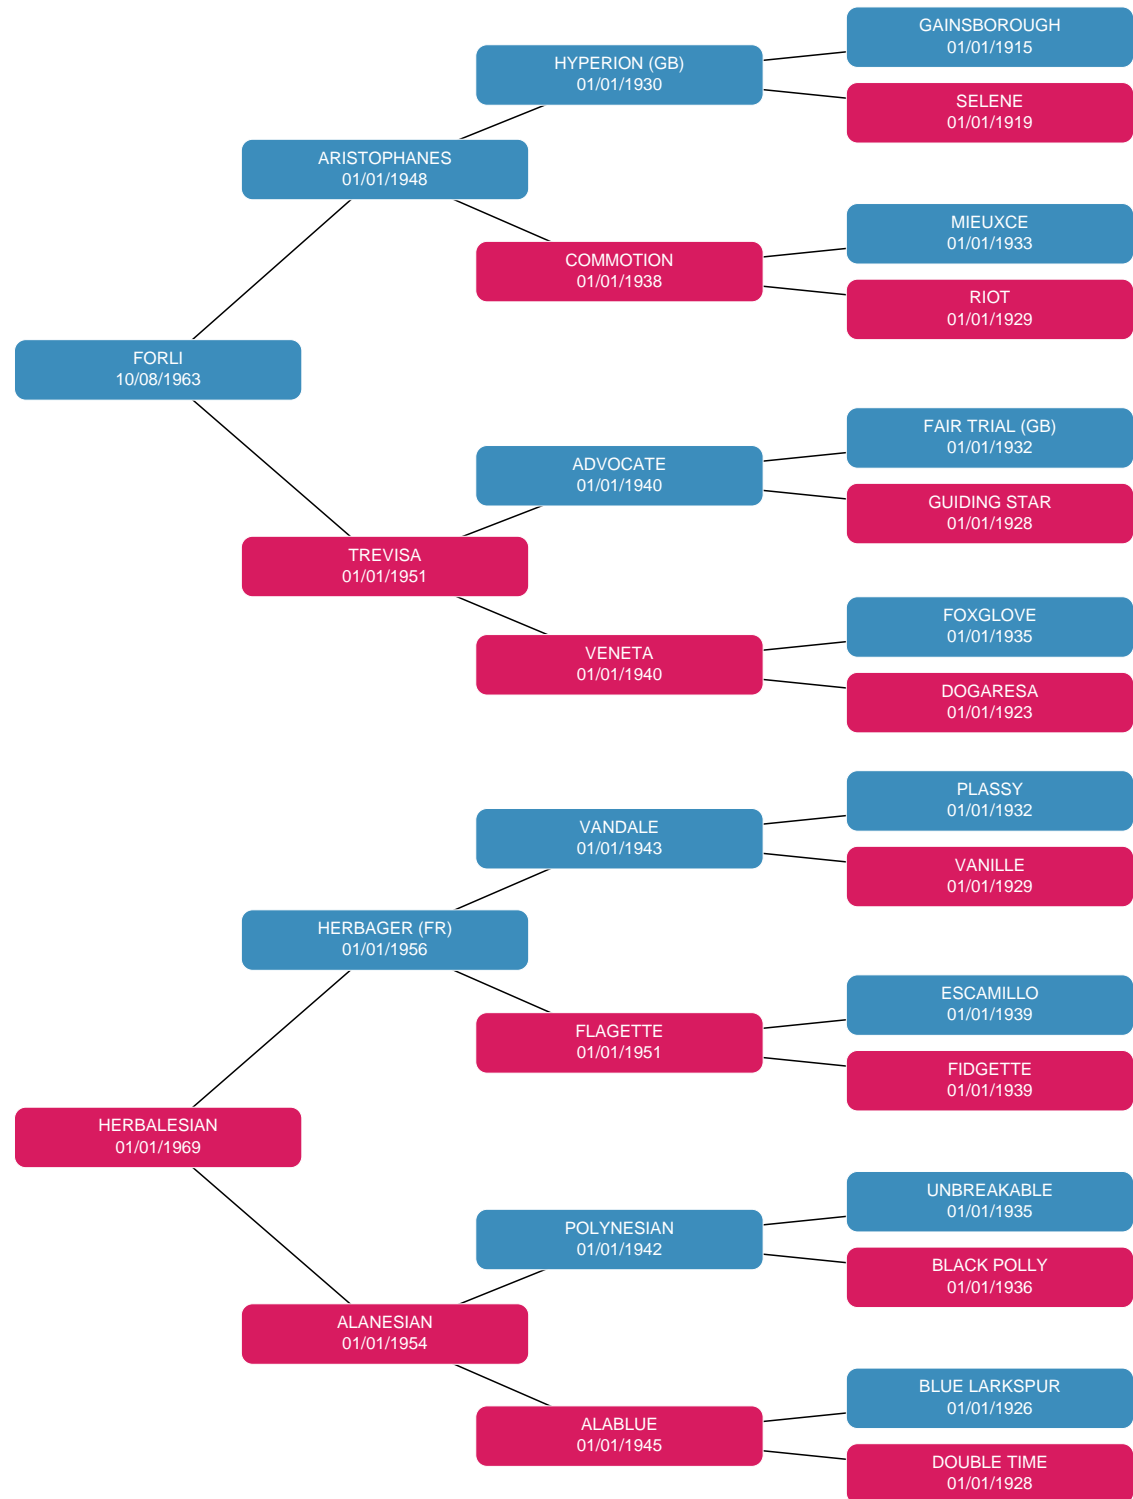 GAINSBOROUGH
01/01/1915
HYPERION (GB)
01/01/1930
SELENE
01/01/1919
ARISTOPHANES
01/01/1948
MIEUXCE
01/01/1933
COMMOTION
01/01/1938
RIOT
01/01/1929
FORLI
10/08/1963
FAIR TRIAL (GB)
01/01/1932
ADVOCATE
01/01/1940
GUIDING STAR
01/01/1928
TREVISA
01/01/1951
FOXGLOVE
01/01/1935
VENETA
01/01/1940
DOGARESA
01/01/1923
PLASSY
01/01/1932
VANDALE
01/01/1943
VANILLE
01/01/1929
HERBAGER (FR)
01/01/1956
ESCAMILLO
01/01/1939
FLAGETTE
01/01/1951
FIDGETTE
01/01/1939
HERBALESIAN
01/01/1969
UNBREAKABLE
01/01/1935
POLYNESIAN
01/01/1942
BLACK POLLY
01/01/1936
ALANESIAN
01/01/1954
BLUE LARKSPUR
01/01/1926
ALABLUE
01/01/1945
DOUBLE TIME
01/01/1928